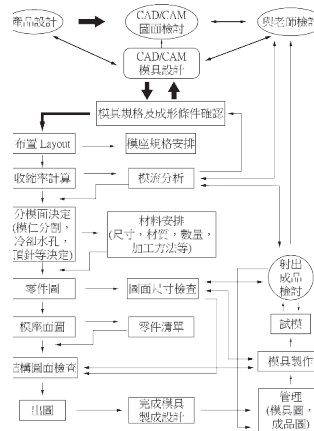 產品設計
CAD/CAM
圖面檢討
與老師檢討
CAD/CAM
模具設計
模具規格及成形條件確認
布置 Layout
模座規格安排
收縮率計算
模流分析
分模面決定
(模仁分割，
冷卻水孔，
頂針等決定)
材料安排
(尺寸，材質，數量，
加工方法等)
射出
成品
檢討
零件圖
圖面尺寸檢查
試模
模座面圖
零件清單
模具製作
結構圖面檢查
管理
(模具圖，
成品圖)
出圖
完成模具
製成設計